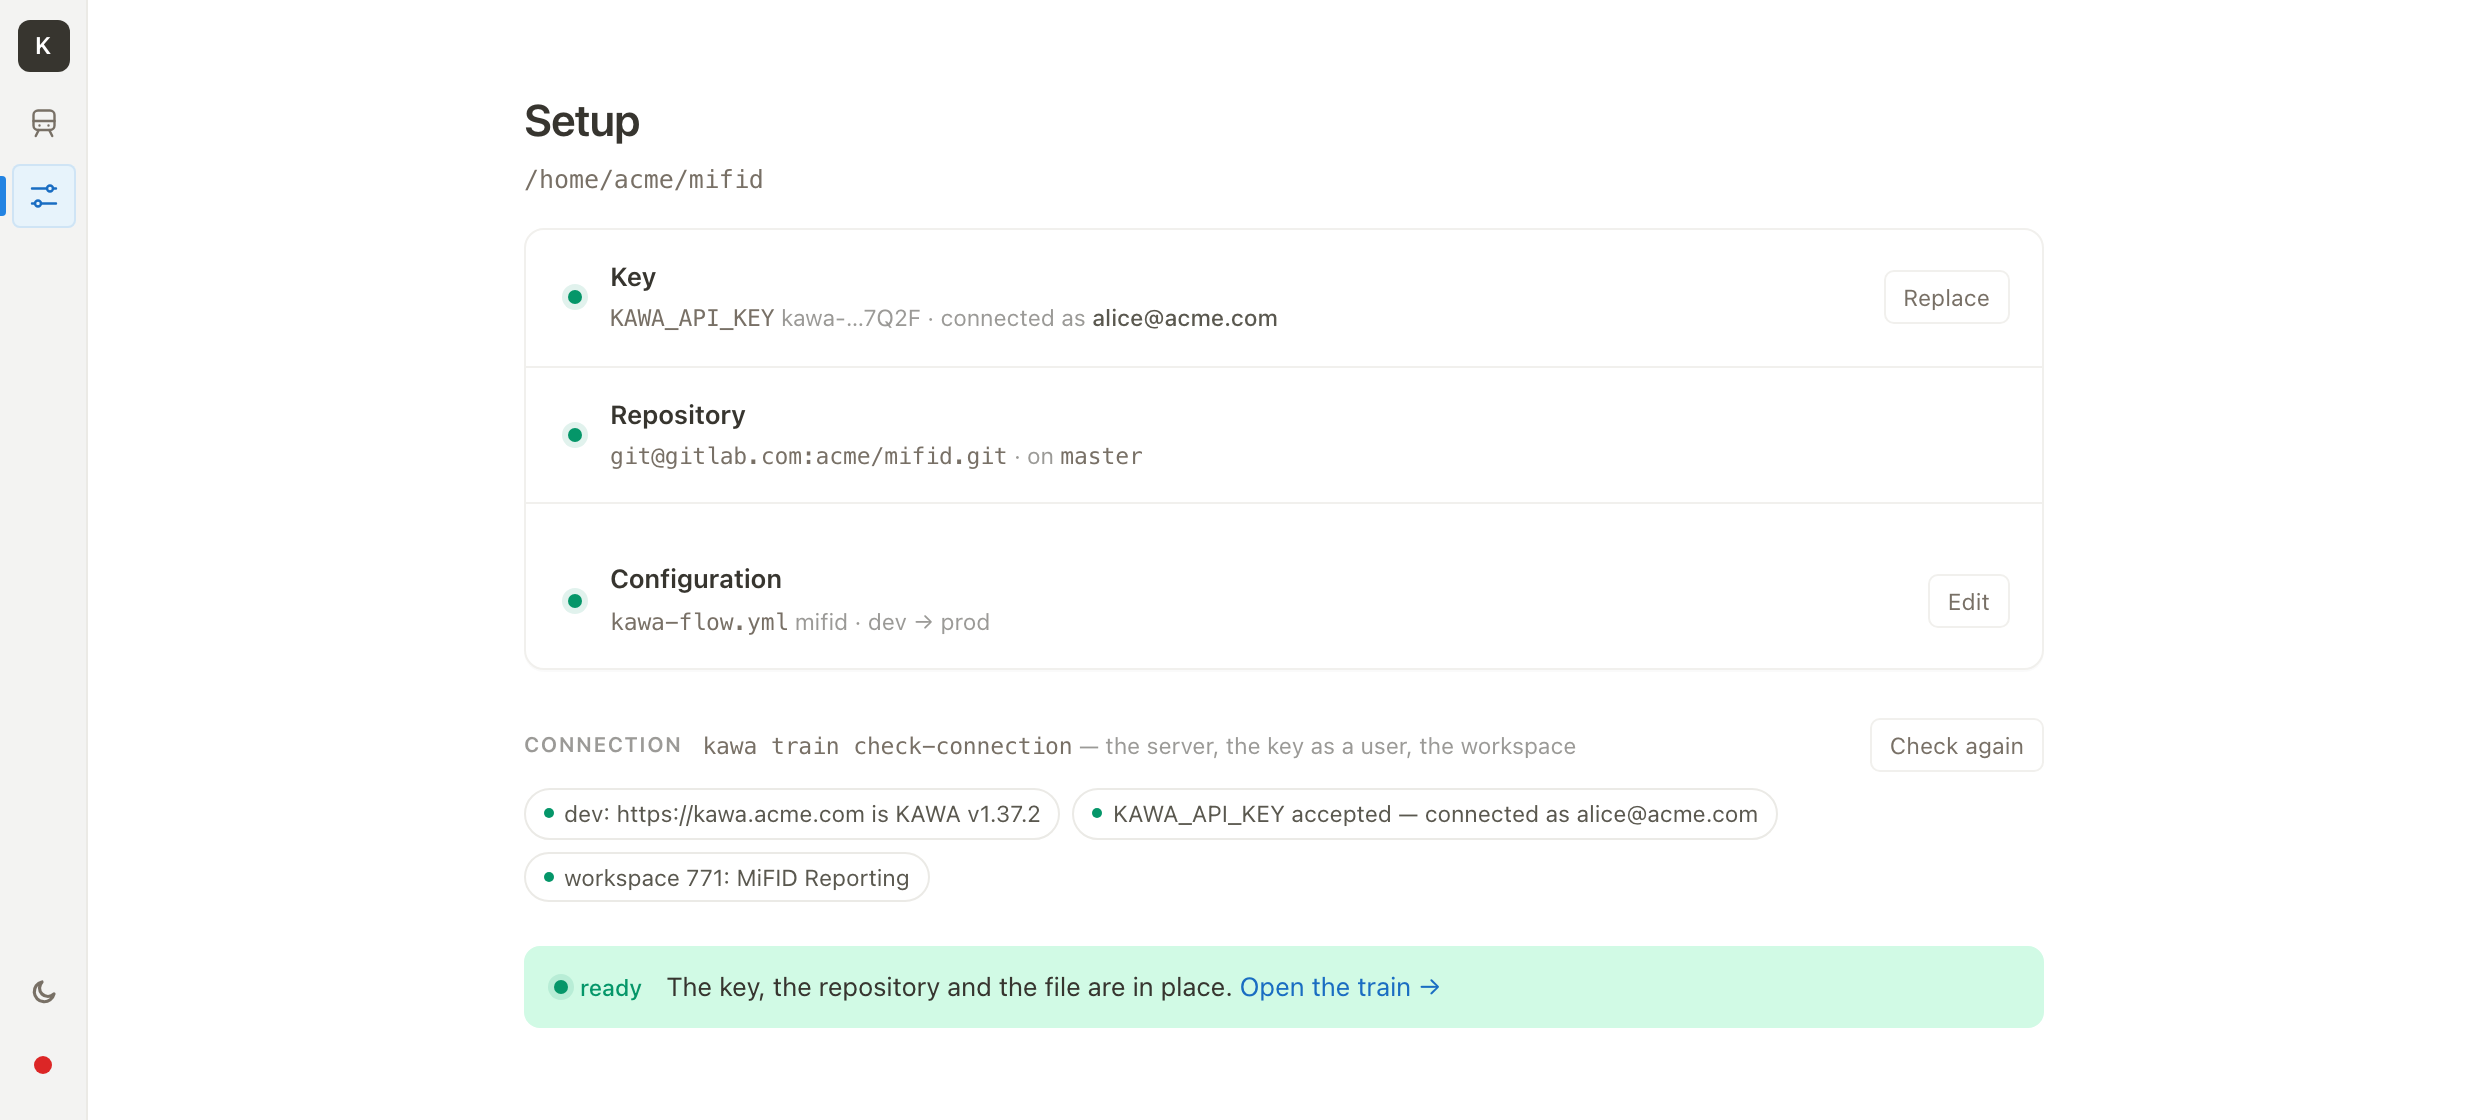 K
Setup
/home/acme/mifid
Key
KAWA_API_KEY kawa-...7Q2F · connected as alice@acme.com
Replace
Repository
git@gitlab.com:acme/mifid.git · on master
Configuration
kawa-flow.yml mifid · dev → prod
Edit
CONNECTION kawa train check-connection — the server, the key as a user, the workspace
Check again
dev: https://kawa.acme.com is KAWA v1.37.2
KAWA_API_KEY accepted — connected as alice@acme.com
workspace 771: MiFID Reporting
ready The key, the repository and the file are in place. Open the train →